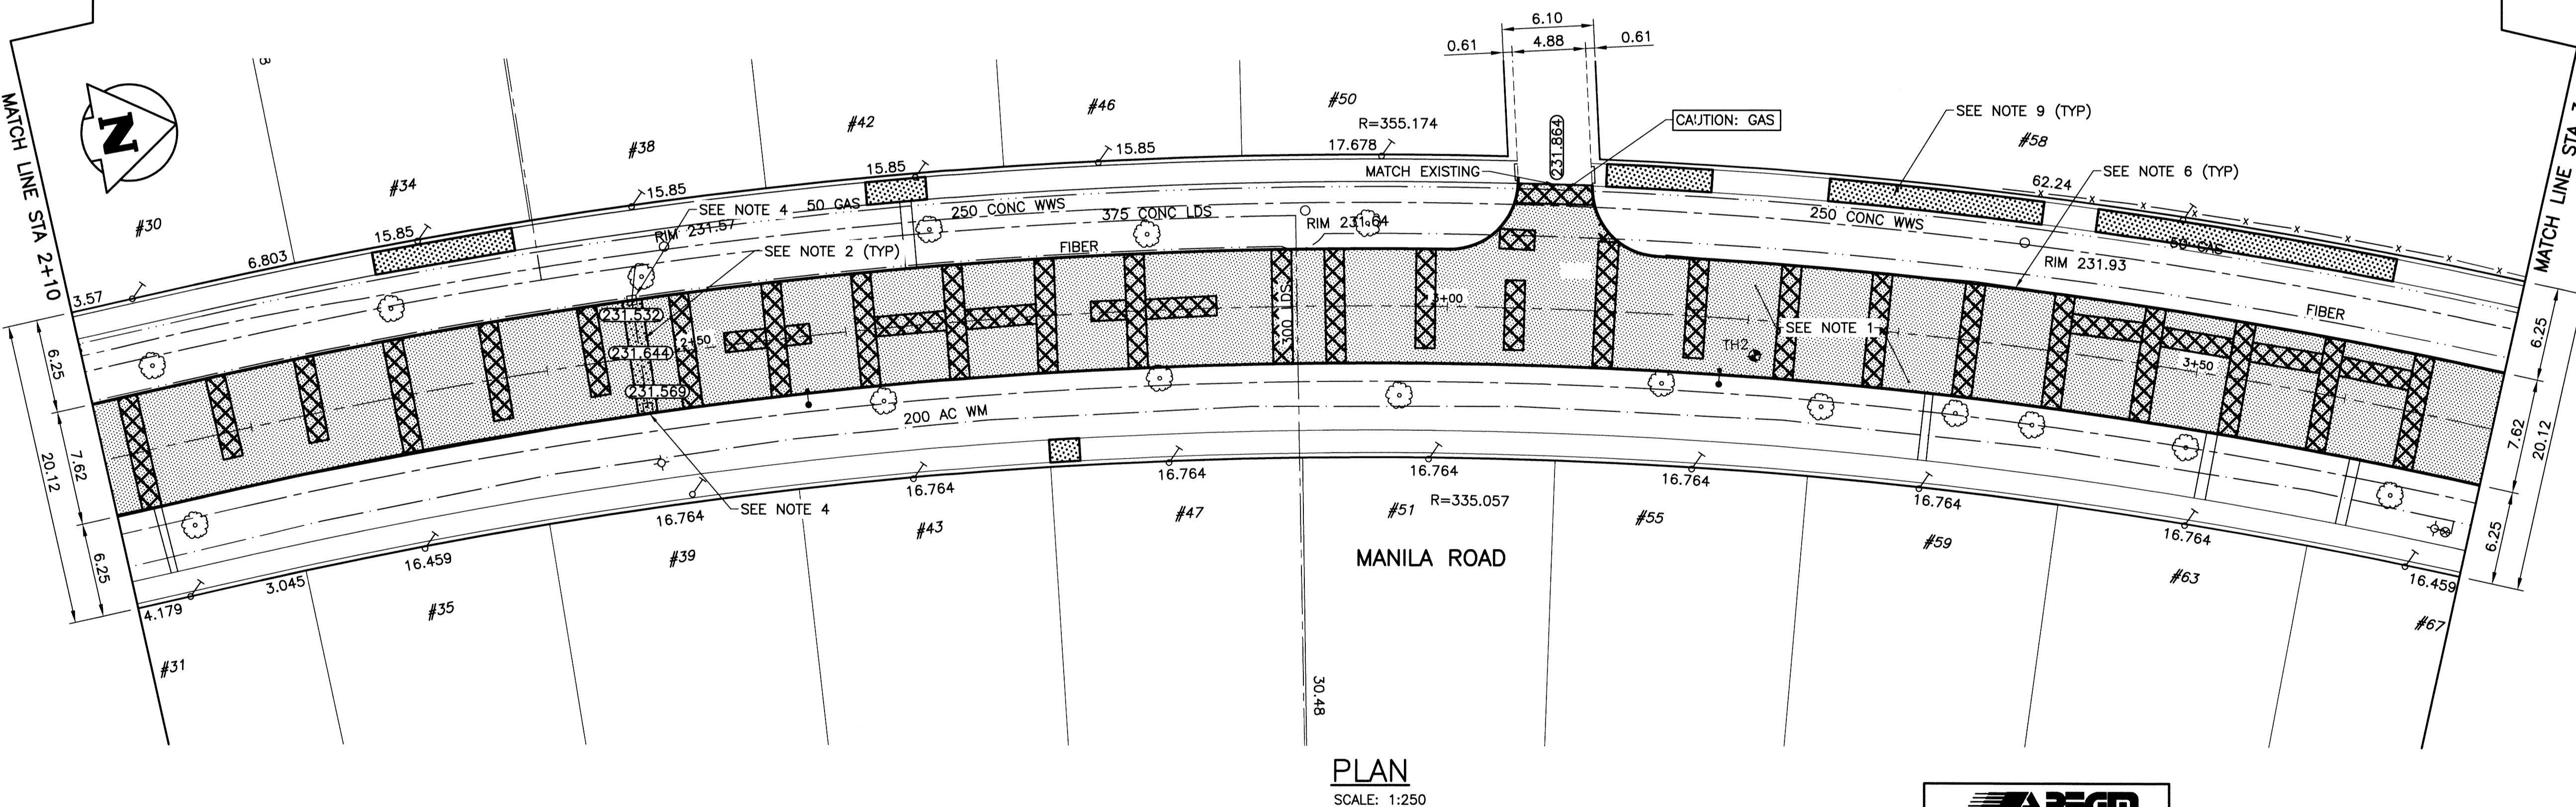 6.10
0.61
4.88
0.61
MATCH LINE STA 2+10
N
#30
#34
#38
#42
#46
#50
R=355.174
17.678
15.85
15.85
15.85
15.85
6.803
3.57
231.864
CAUTION: GAS
MATCH EXISTING
SEE NOTE 9 (TYP)
#58
SEE NOTE 6 (TYP)
62.24
SEE NOTE 4
50 GAS
250 CONC WWS
375 CONC LDS
RIM 231.57
RIM 231.64
SEE NOTE 2 (TYP)
FIBER
250 CONC WWS
50 GAS
RIM 231.93
FIBER
231.532
231.644
231.569
2+50
300 LDS
3+00
SEE NOTE 1
TH2
3+50
6.25
7.62
20.12
6.25
6.25
7.62
20.12
6.25
200 AC WM
SEE NOTE 4
4.179
3.045
16.459
16.764
16.764
16.764
16.764
16.764
16.764
16.764
16.459
R=335.057
#31
#35
#39
#43
#47
#51
#55
#59
#63
#67
MANILA ROAD
30.48
PLAN
SCALE: 1:250
MATCH LINE STA